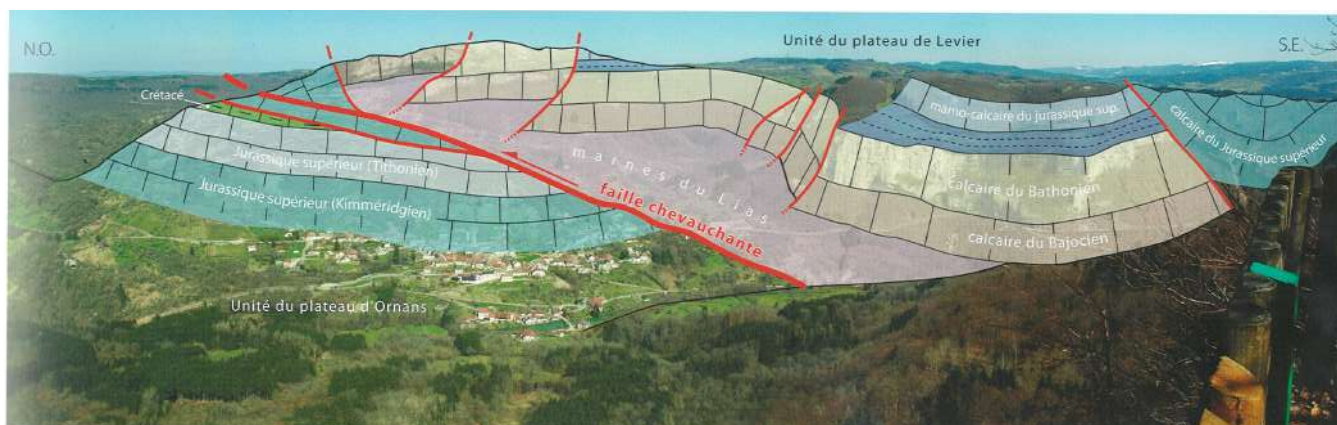 N.O.
Unité du plateau de Levier
S.E.
Crétacé
marno-calcaire du jurassique sup.
calcaire du Jurassique supérieur
Jurassique supérieur (Tithonien)
marnes du Lias
Jurassique supérieur (Kimméridgien)
faille chevauchante
calcaire du Bathonien
calcaire du Bajocien
Unité du plateau d'Ornans